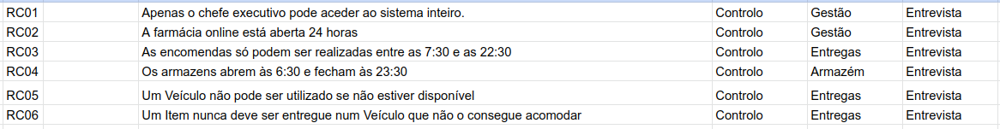 RC01 Apenas o chefe executivo pode aceder ao sistema inteiro. Controlo Gestão Entrevista
RC02 A farmácia online está aberta 24 horas Controlo Gestão Entrevista
RC03 As encomendas só podem ser realizadas entre as 7:30 e as 22:30 Controlo Entregas Entrevista
RC04 Os armazens abrem às 6:30 e fecham às 23:30 Controlo Armazém Entrevista
RC05 Um Veículo não pode ser utilizado se não estiver disponível Controlo Entregas Entrevista
RC06 Um Item nunca deve ser entregue num Veículo que não o consegue acomodar Controlo Entregas Entrevista